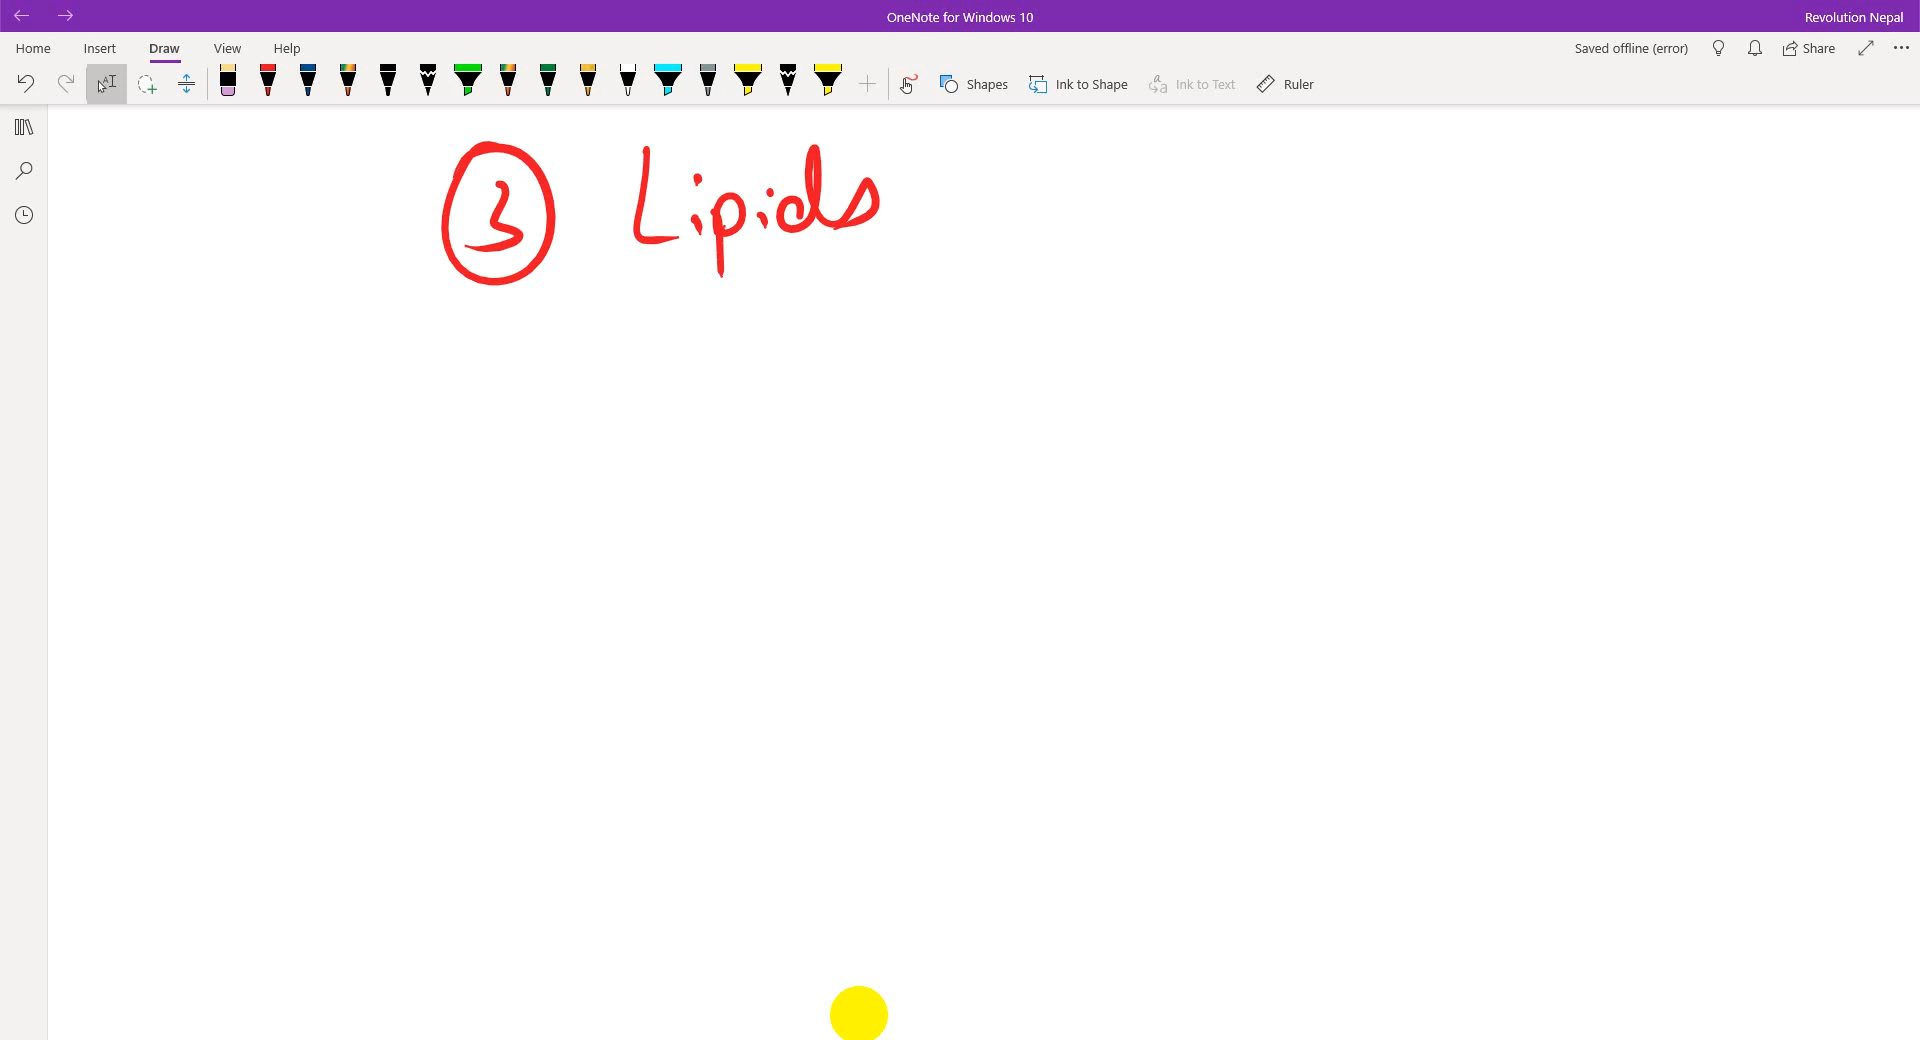 OneNote for Windows 10
Revolution Nepal
Home Insert Draw View Help
Saved offline (error) Share
Shapes Ink to Shape Ink to Text Ruler
3 Lipids